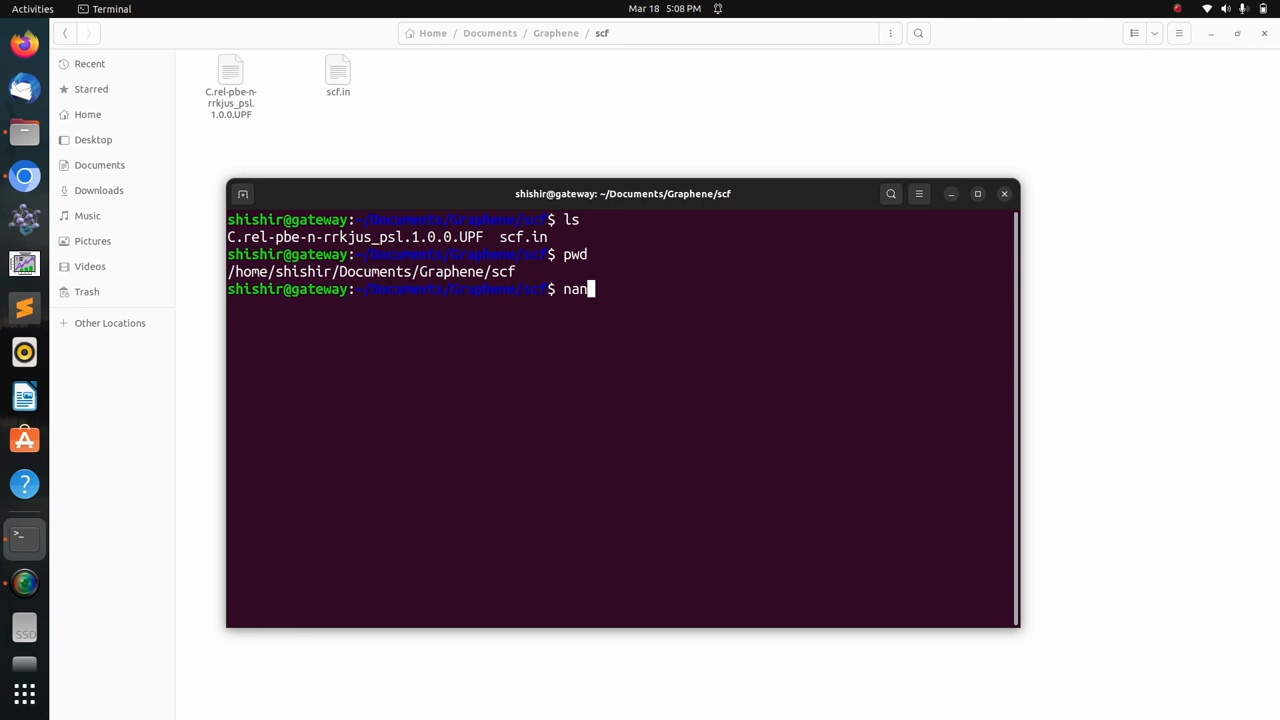 Activities
Terminal
Mar 18 5:08 PM
Home
Documents
Graphene
scf
Recent
Starred
Home
Desktop
Documents
Downloads
Music
Pictures
Videos
Trash
Other Locations
C.rel-pbe-n-
rrkjus_psl.
1.0.0.UPF
scf.in
shishir@gateway: ~/Documents/Graphene/scf
shishir@gateway:~/Documents/Graphene/scf$ ls
C.rel-pbe-n-rrkjus_psl.1.0.0.UPF  scf.in
shishir@gateway:~/Documents/Graphene/scf$ pwd
/home/shishir/Documents/Graphene/scf
shishir@gateway:~/Documents/Graphene/scf$ nan
SSD